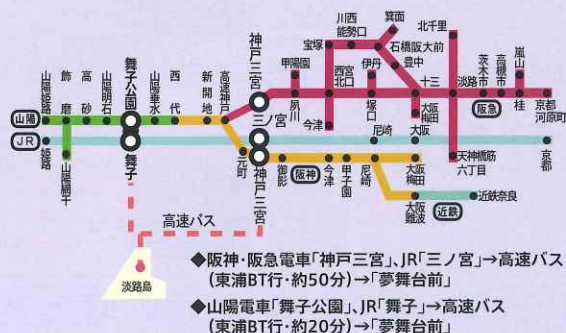 箕面
北千里
川西能勢口
宝塚
石橋阪大前
豊中
嵐山
甲陽園
西宮北口
伊丹
十三
淡路
茨木市
高槻市
神戸三宮
夙川
塚口
大阪梅田
阪急
桂
京都河原町
山陽姫路
飾磨
高砂
山陽明石
舞子公園
山陽垂水
西代
新開地
高速神戸
三ノ宮
今津
山陽
JR
姫路
山陽網干
舞子
元町
神戸三宮
尼崎
大阪
天神橋筋六丁目
京都
御影
阪神
今津
甲子園
尼崎
大阪梅田
大阪難波
近鉄奈良
近鉄
高速バス
淡路島
◆阪神・阪急電車「神戸三宮」、JR「三ノ宮」→高速バス
(東浦BT行・約50分)→「夢舞台前」
◆山陽電車「舞子公園」、JR「舞子」→高速バス
(東浦BT行・約20分)→「夢舞台前」